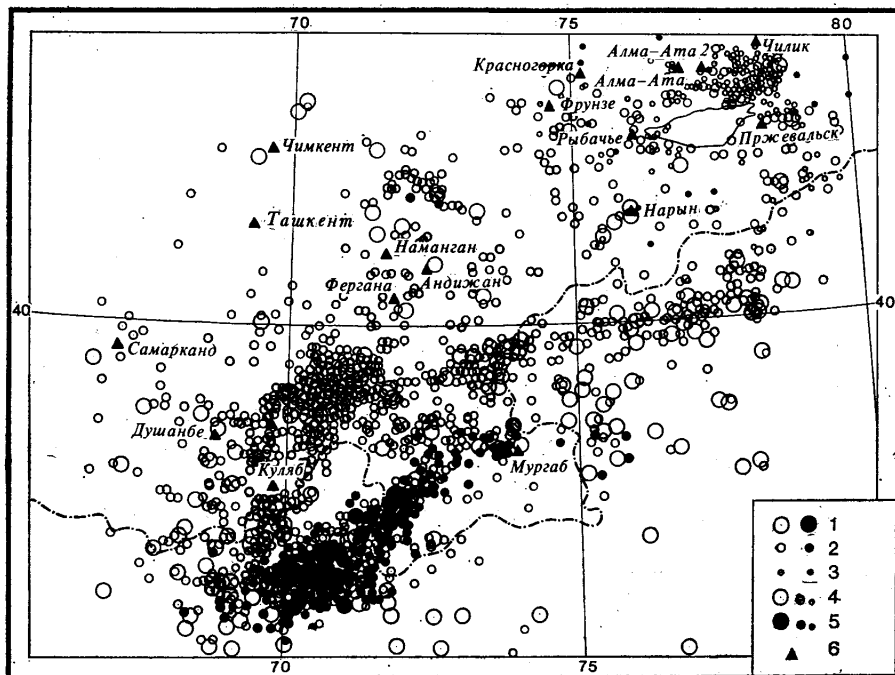 70
75
80
Алма-Ата 2
Чилик
Красногорка
Алма-Ата
Фрунзе
Рыбачье
Пржевальск
Чимкент
Нарын
Ташкент
Наманган
Фергана
Андижан
40
40
Самарканд
Душанбе
Куляб
Мургаб
1
2
3
4
5
6
70
75